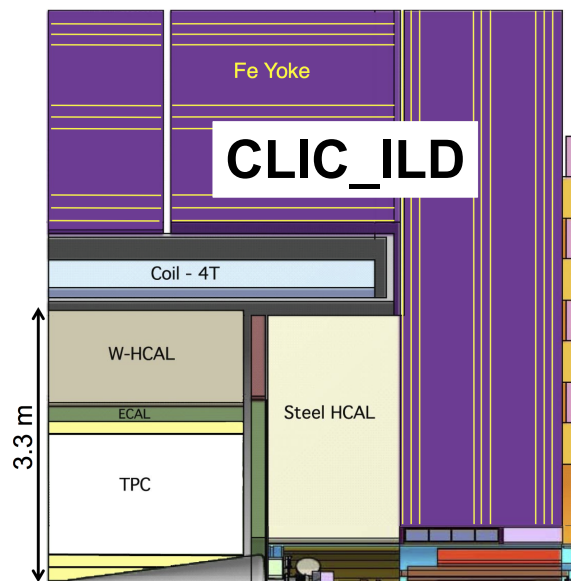 Fe Yoke
CLIC_ILD
Coil - 4T
W-HCAL
ECAL
Steel HCAL
TPC
3.3 m